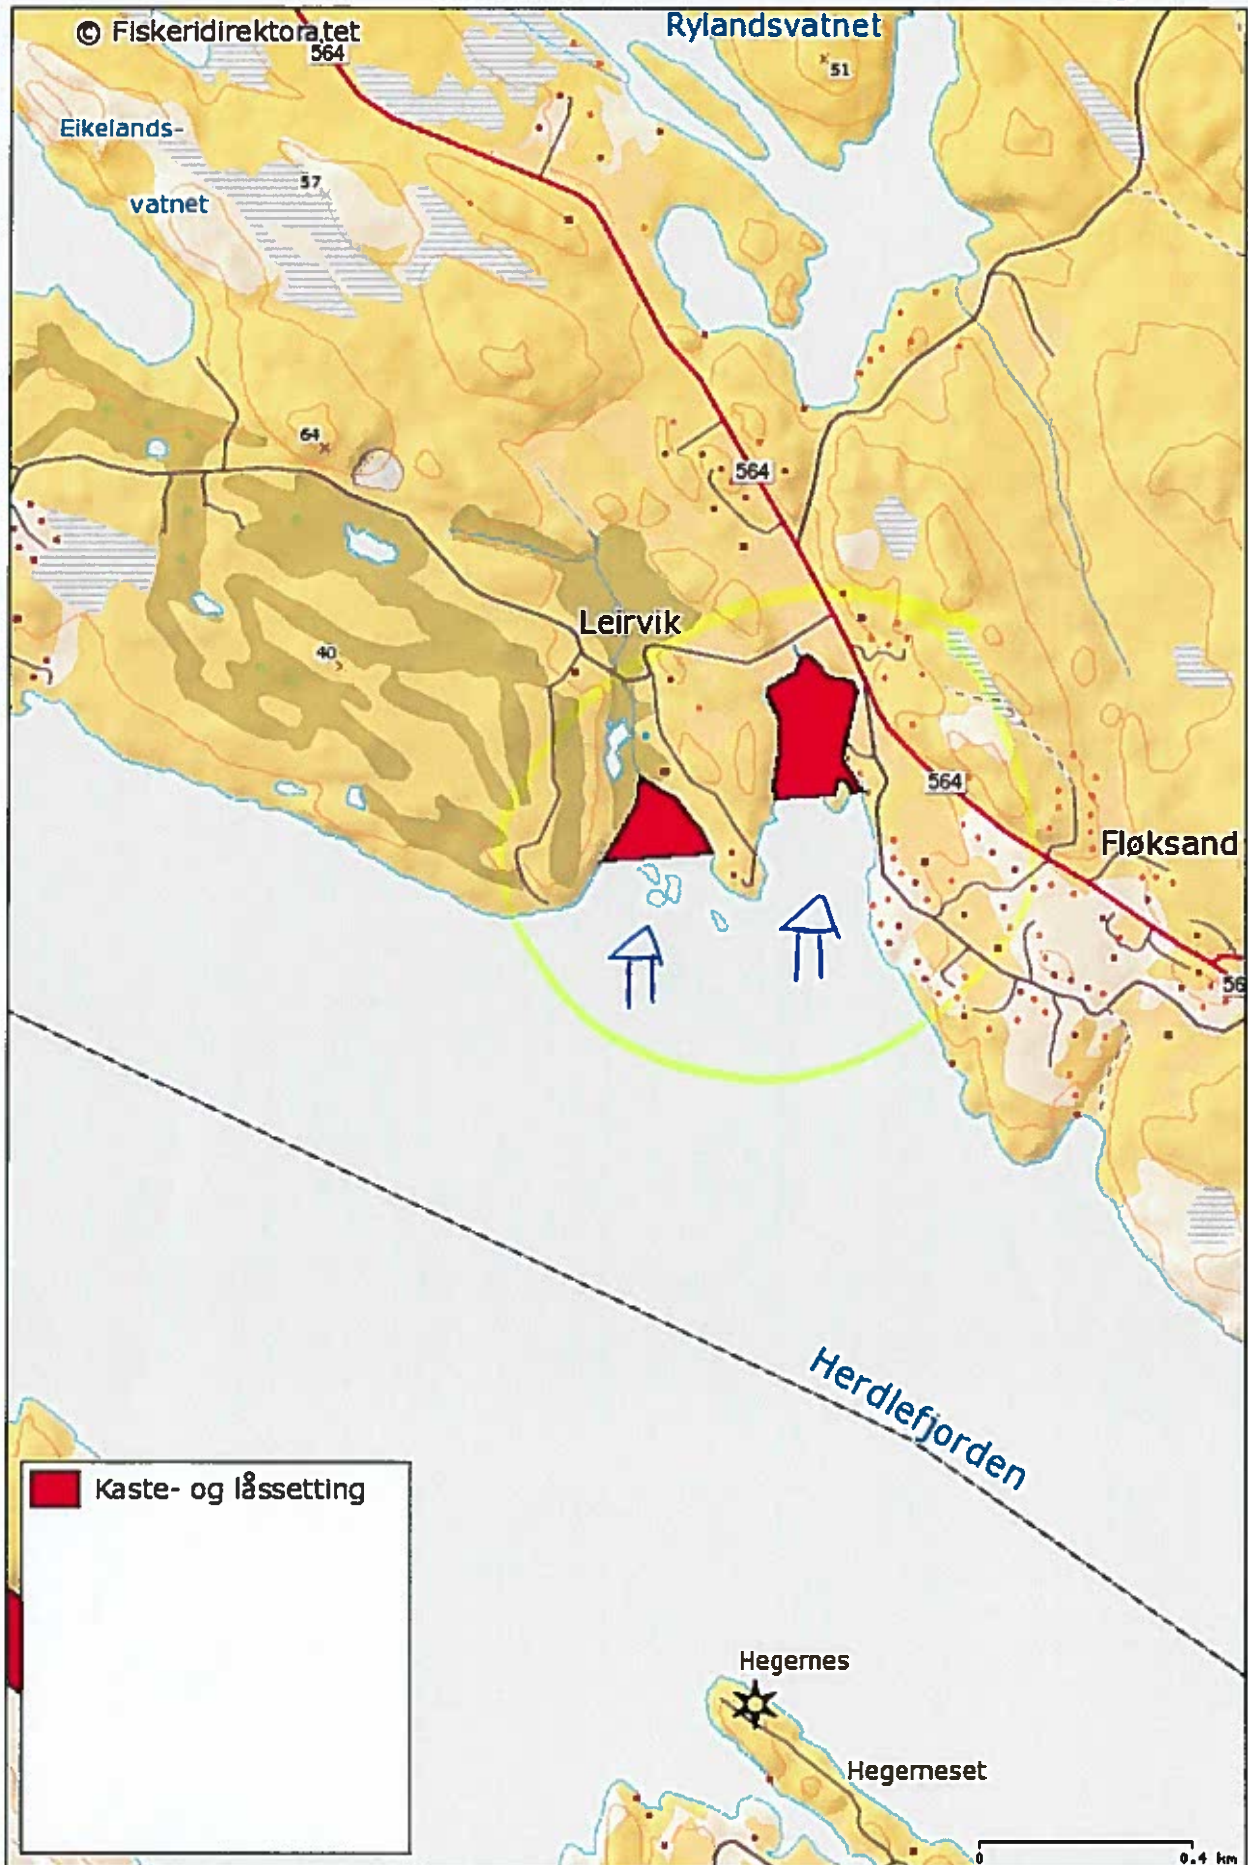 © Fiskeridirektoratet
Rylandsvatnet
564
51
Eikelands-
57
vatnet
64
564
Leirvik
40
564
Fløksand
56
Herdlefjorden
Kaste- og låssetting
Hegernes
Hegerneset
0 0.4 km